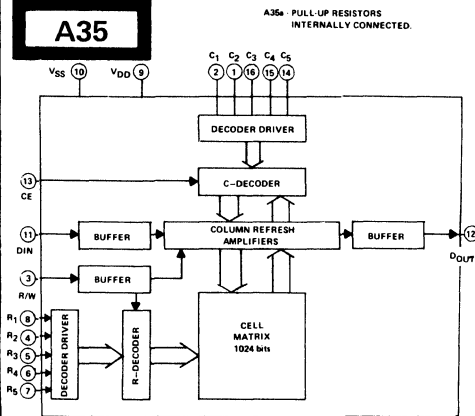 A35
A35a - PULL-UP RESISTORS
INTERNALLY CONNECTED.
VSS 10
VDD 9
C1 C2 C3 C4 C5
2 1 16 15 14
DECODER DRIVER
13
CE
C-DECODER
11
DIN
BUFFER
COLUMN REFRESH
AMPLIFIERS
BUFFER
12
DOUT
3
R/W
BUFFER
R1 8
R2 4
R3 5
R4 6
R5 7
DECODER DRIVER
R-DECODER
CELL
MATRIX
1024 bits